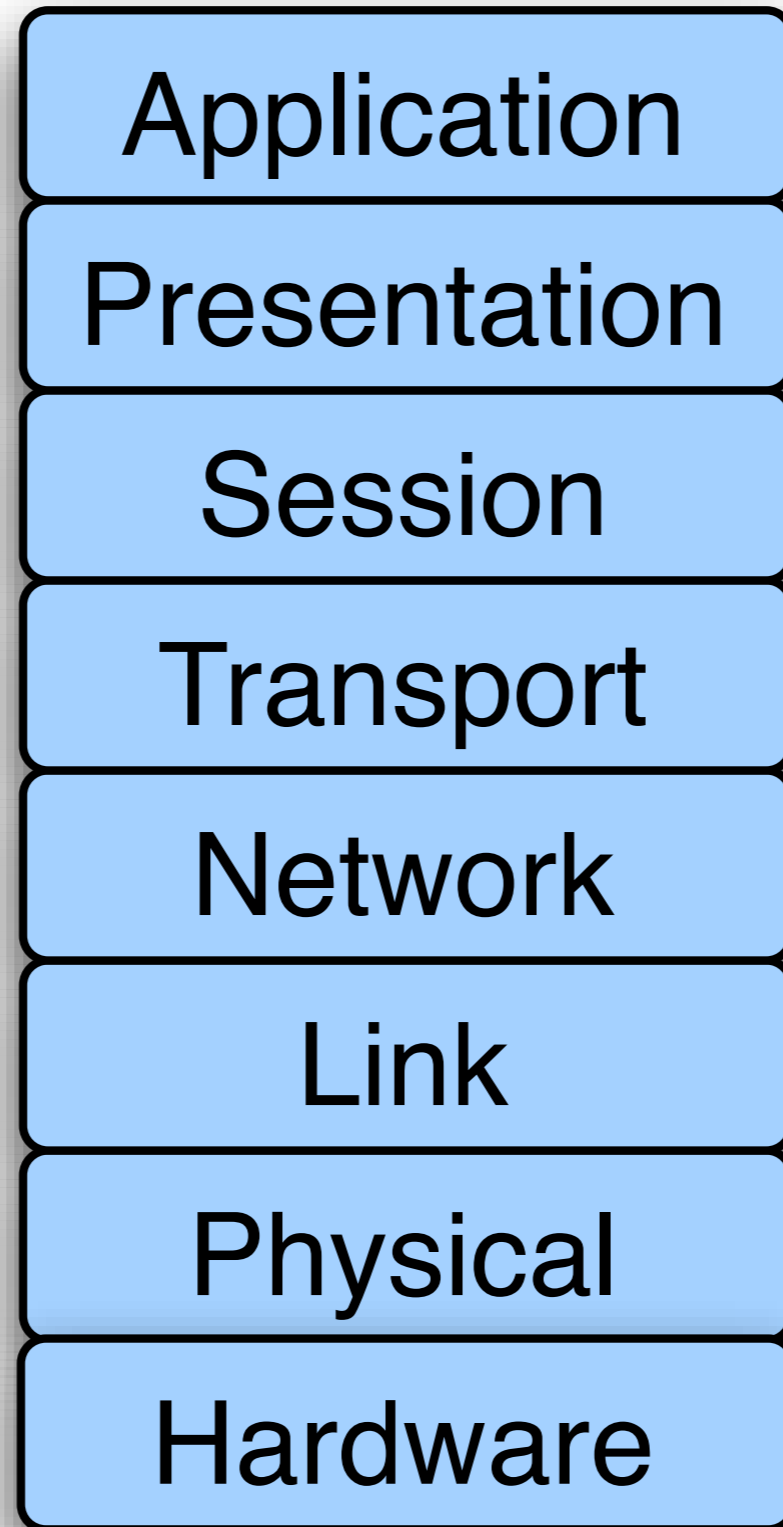 Application
Presentation
Session
Transport
Network
Link
Physical
Hardware